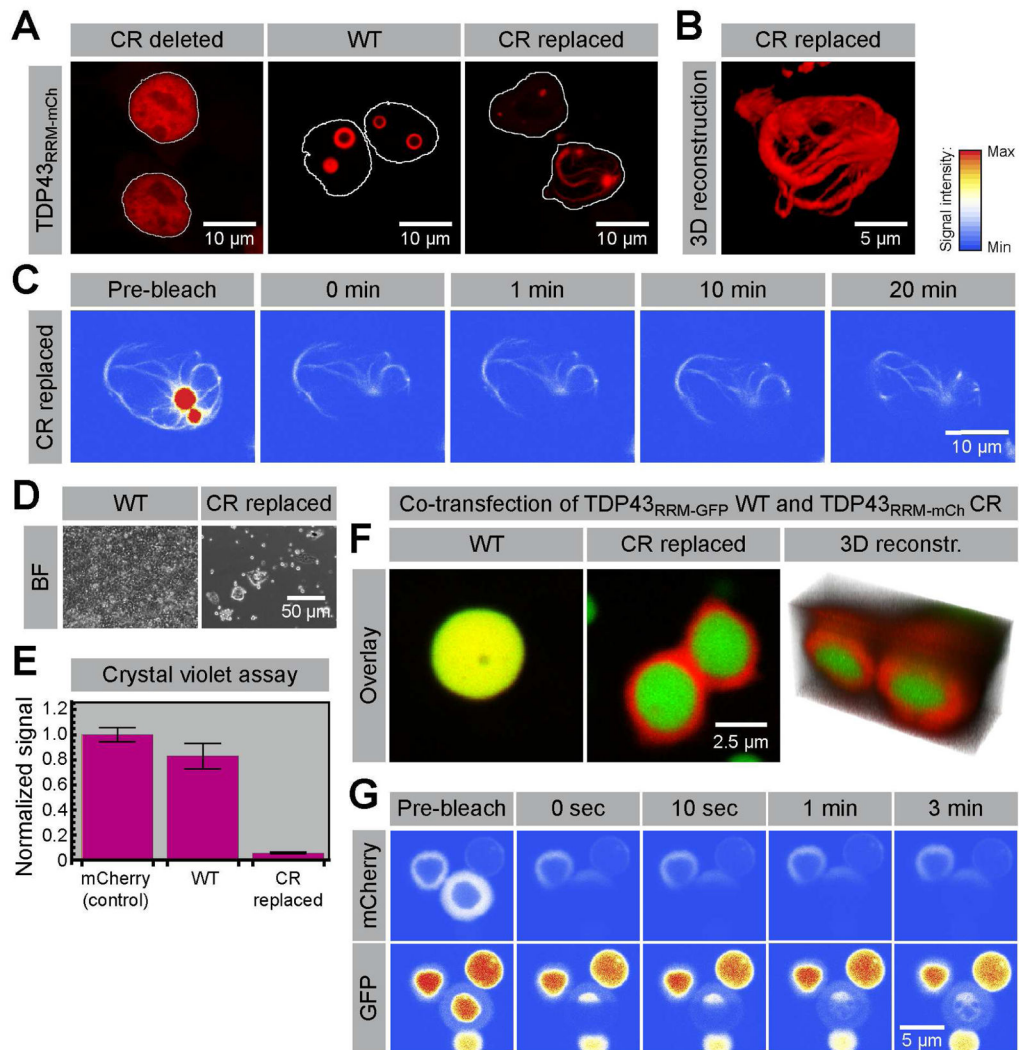 A
CR deleted
WT
CR replaced
TDP43RRM-mCh
10 µm
10 µm
10 µm
B
CR replaced
3D reconstruction
5 µm
Signal intensity:
Max
Min
C
Pre-bleach
0 min
1 min
10 min
20 min
CR replaced
10 µm
D
WT
CR replaced
BF
50 µm
E
Crystal violet assay
Normalized signal
1.2
1.0
0.8
0.6
0.4
0.2
0
mCherry
(control)
WT
CR
replaced
Co-transfection of TDP43RRM-GFP WT and TDP43RRM-mCh CR
F
WT
CR replaced
3D reconstr.
Overlay
2.5 µm
G
Pre-bleach
0 sec
10 sec
1 min
3 min
mCherry
GFP
5 µm